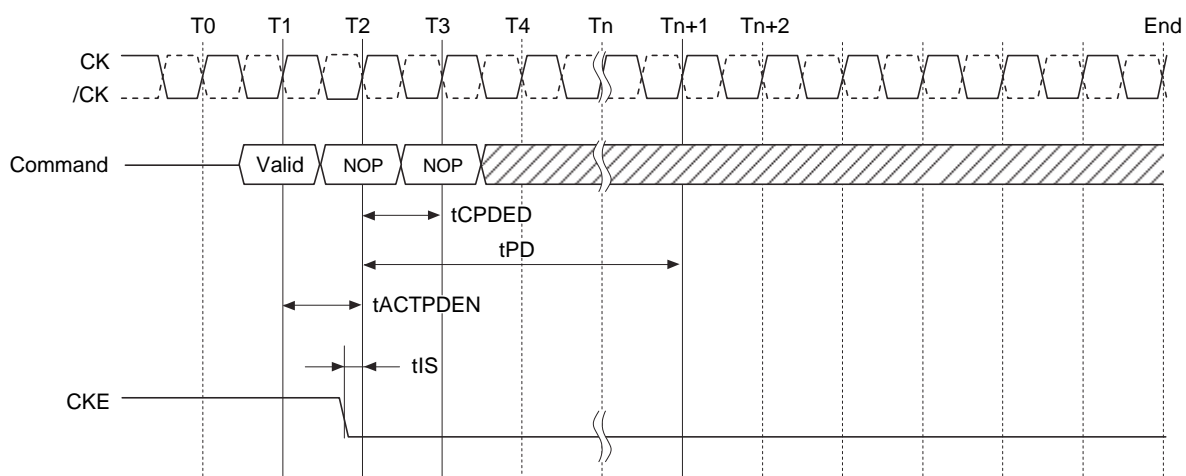 T0 T1 T2 T3 T4 Tn Tn+1 Tn+2 End
CK
/CK
Command Valid NOP NOP
tCPDED
tPD
tACTPDEN
tIS
CKE